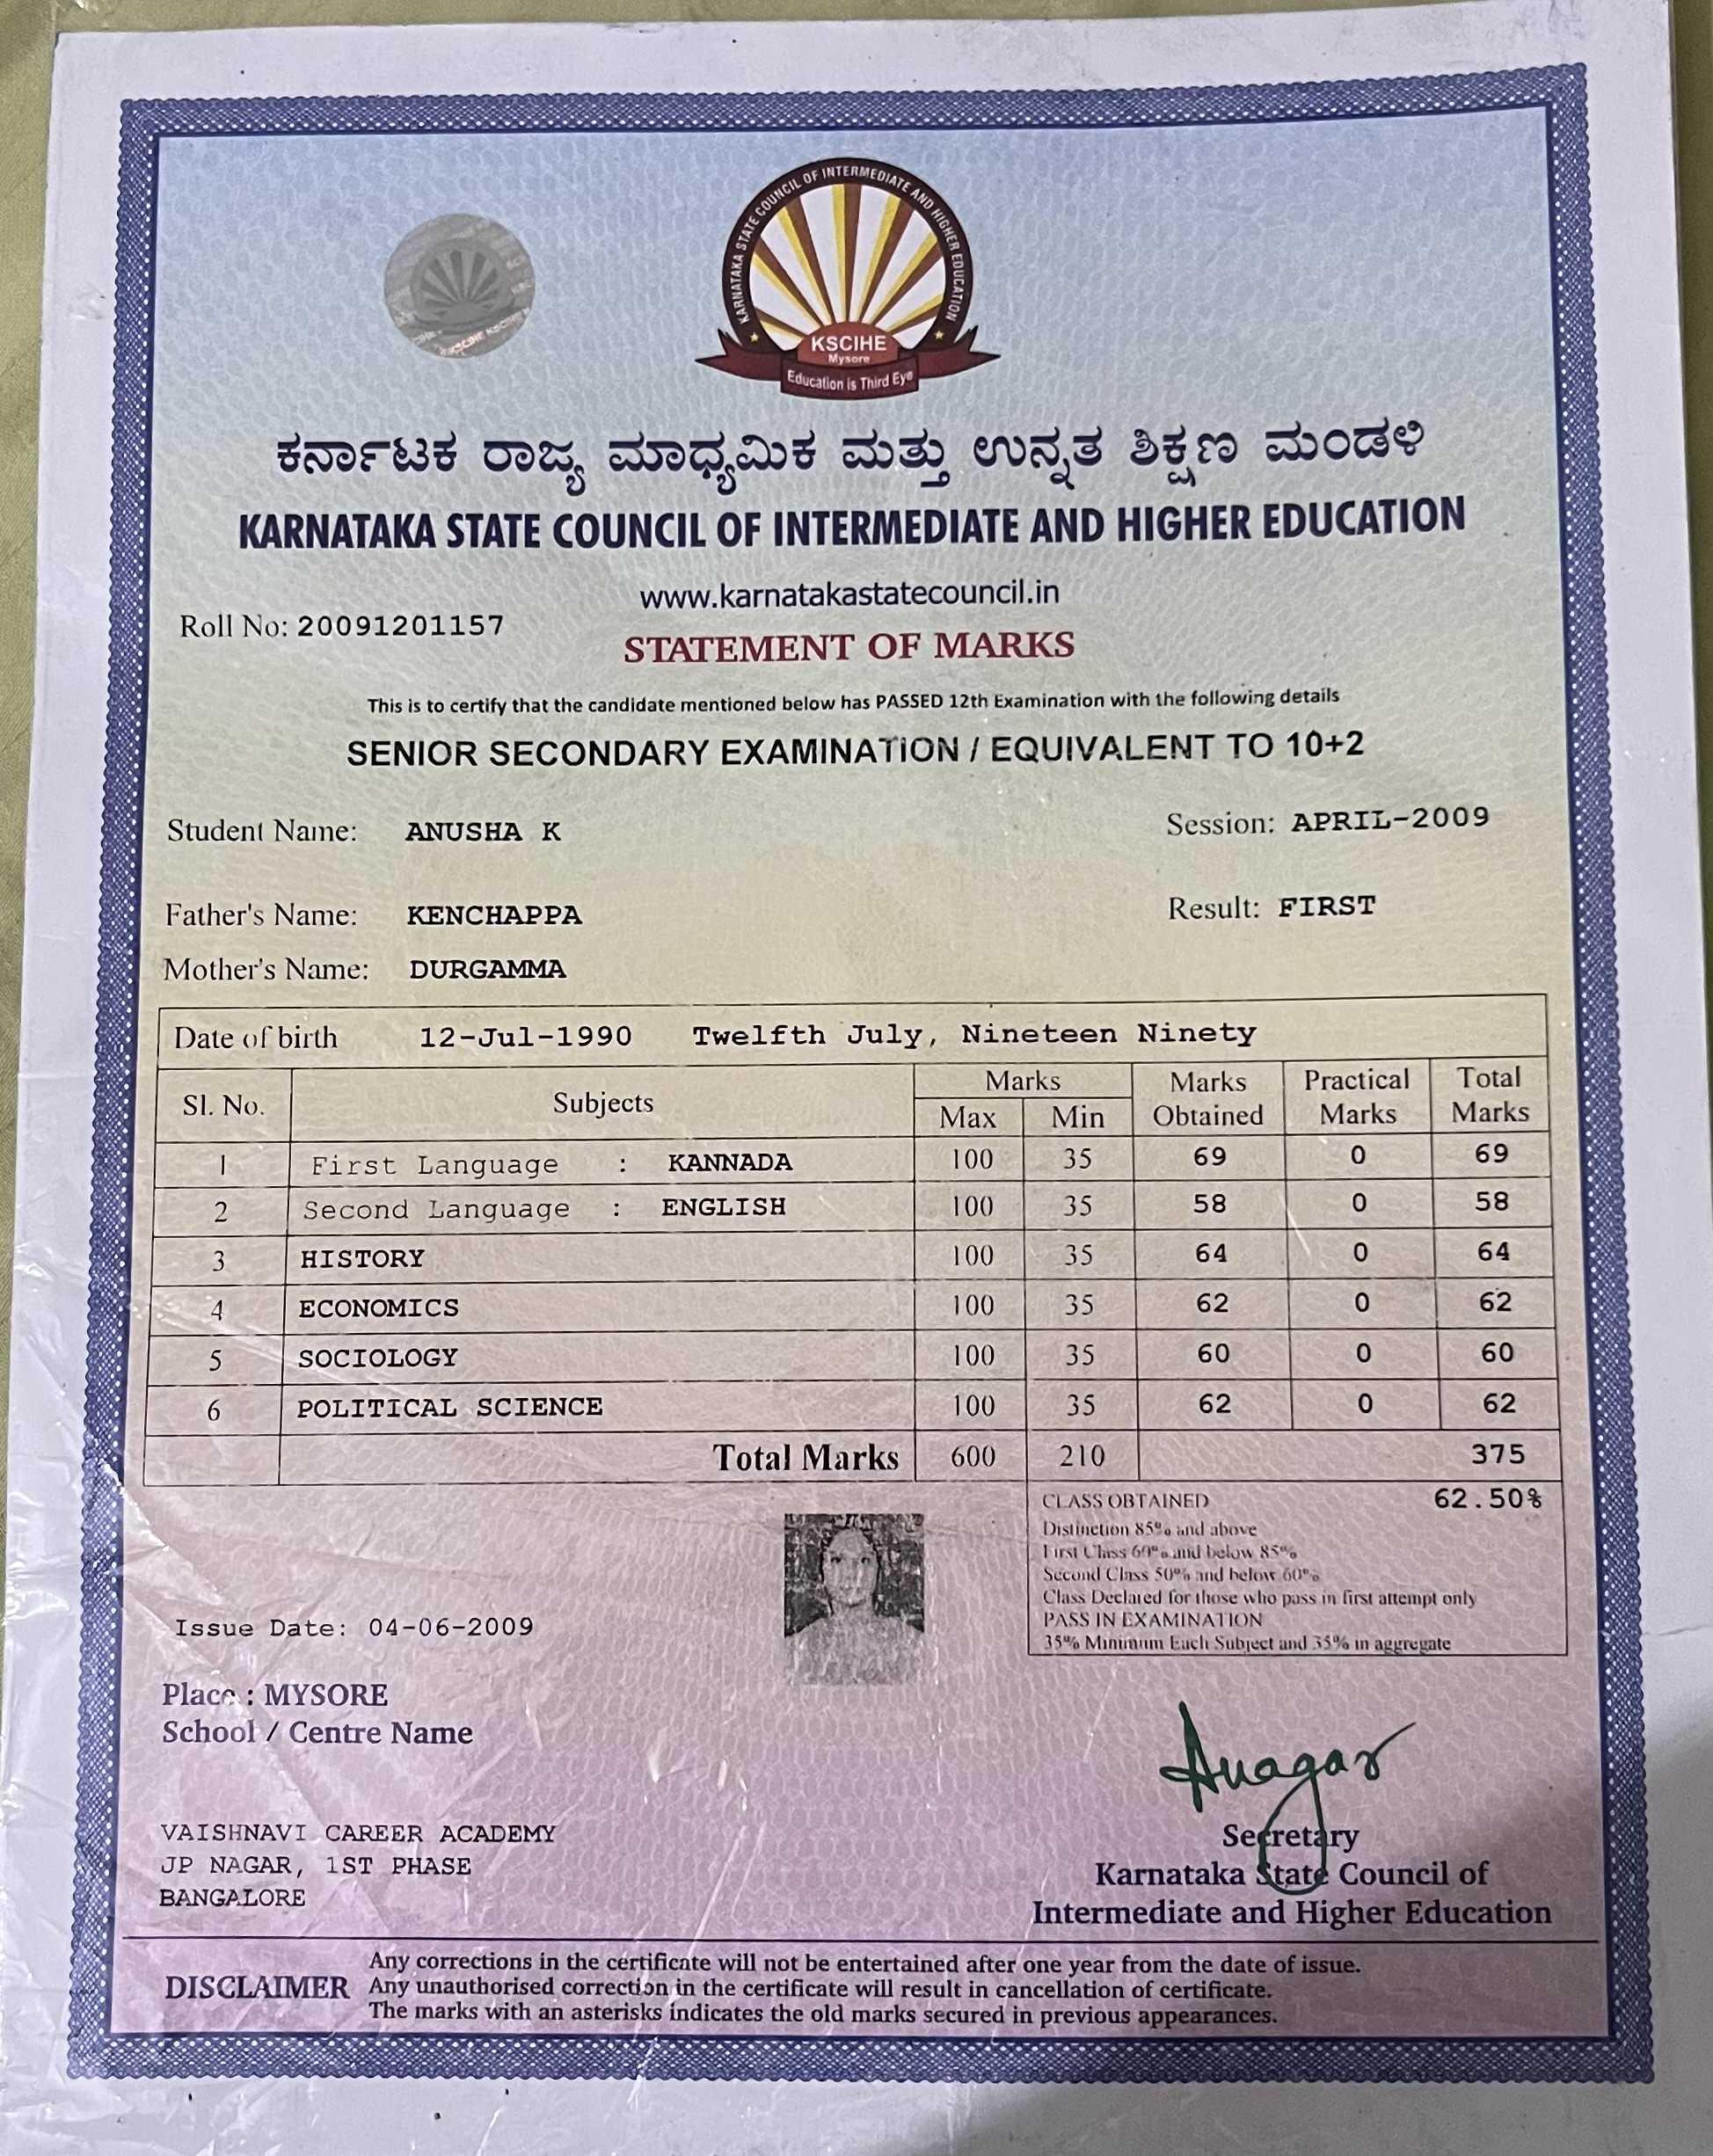 KARNATAKA STATE COUNCIL OF INTERMEDIATE AND HIGHER EDUCATION
KSCIHE
Mysore
Education is Third Eye
ಕರ್ನಾಟಕ ರಾಜ್ಯ ಮಾಧ್ಯಮಿಕ ಮತ್ತು ಉನ್ನತ ಶಿಕ್ಷಣ ಮಂಡಳಿ
KARNATAKA STATE COUNCIL OF INTERMEDIATE AND HIGHER EDUCATION
www.karnatakastatecouncil.in
Roll No: 20091201157
STATEMENT OF MARKS
This is to certify that the candidate mentioned below has PASSED 12th Examination with the following details
SENIOR SECONDARY EXAMINATION / EQUIVALENT TO 10+2
Student Name: ANUSHA K Session: APRIL-2009
Father's Name: KENCHAPPA Result: FIRST
Mother's Name: DURGAMMA
Date of birth 12-Jul-1990 Twelfth July, Nineteen Ninety
Sl. No. Subjects Marks Max Min Marks Obtained Practical Marks Total Marks
1 First Language : KANNADA 100 35 69 0 69
2 Second Language : ENGLISH 100 35 58 0 58
3 HISTORY 100 35 64 0 64
4 ECONOMICS 100 35 62 0 62
5 SOCIOLOGY 100 35 60 0 60
6 POLITICAL SCIENCE 100 35 62 0 62
Total Marks 600 210 375
CLASS OBTAINED 62.50%
Distinction 85% and above
First Class 60% and below 85%
Second Class 50% and below 60%
Class Declared for those who pass in first attempt only
PASS IN EXAMINATION
35% Minimum Each Subject and 35% in aggregate
Issue Date: 04-06-2009
Place : MYSORE
School / Centre Name
VAISHNAVI CAREER ACADEMY
JP NAGAR, 1ST PHASE
BANGALORE
Secretary
Karnataka State Council of
Intermediate and Higher Education
DISCLAIMER
Any corrections in the certificate will not be entertained after one year from the date of issue.
Any unauthorised correction in the certificate will result in cancellation of certificate.
The marks with an asterisks indicates the old marks secured in previous appearances.